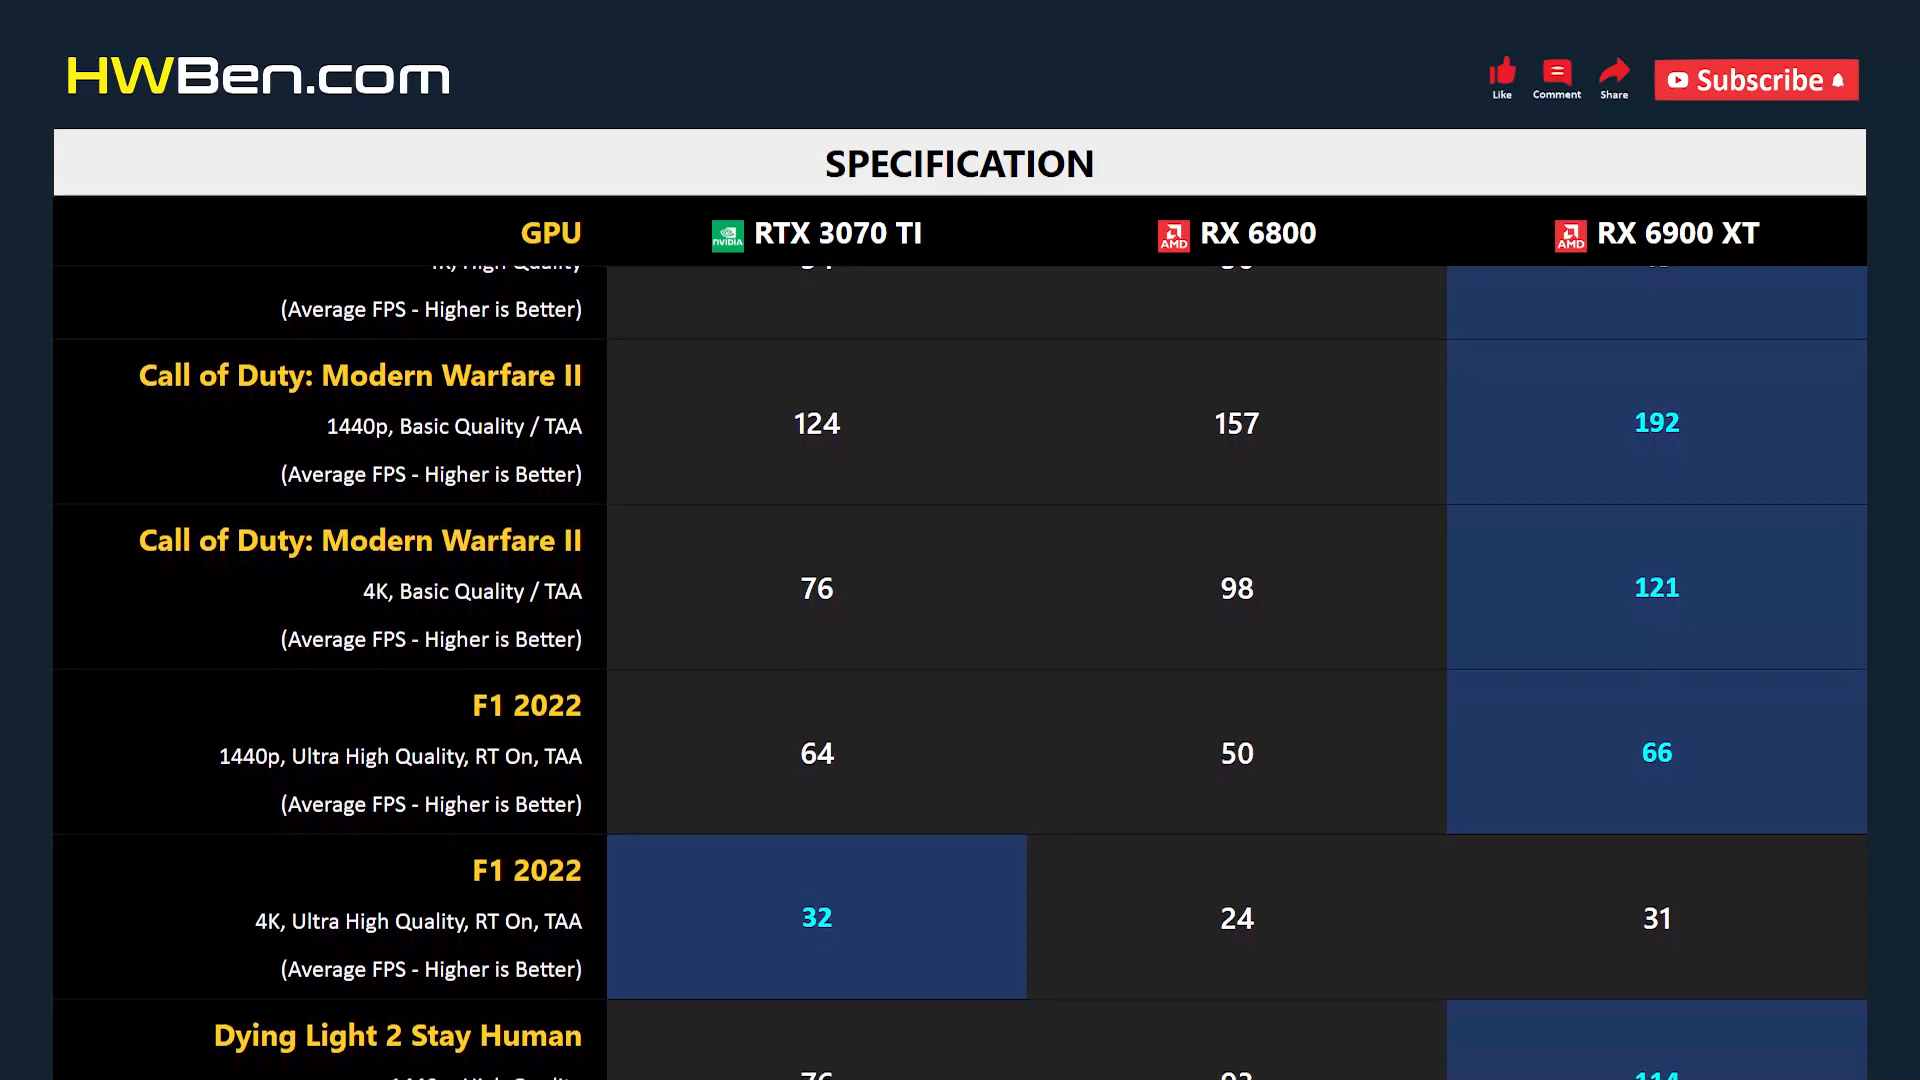 HWBen.com
Like
Comment
Share
Subscribe
SPECIFICATION
GPU
NVIDIA RTX 3070 TI
AMD RX 6800
AMD RX 6900 XT
(Average FPS - Higher is Better)
Call of Duty: Modern Warfare II
1440p, Basic Quality / TAA
(Average FPS - Higher is Better)
124
157
192
Call of Duty: Modern Warfare II
4K, Basic Quality / TAA
(Average FPS - Higher is Better)
76
98
121
F1 2022
1440p, Ultra High Quality, RT On, TAA
(Average FPS - Higher is Better)
64
50
66
F1 2022
4K, Ultra High Quality, RT On, TAA
(Average FPS - Higher is Better)
32
24
31
Dying Light 2 Stay Human